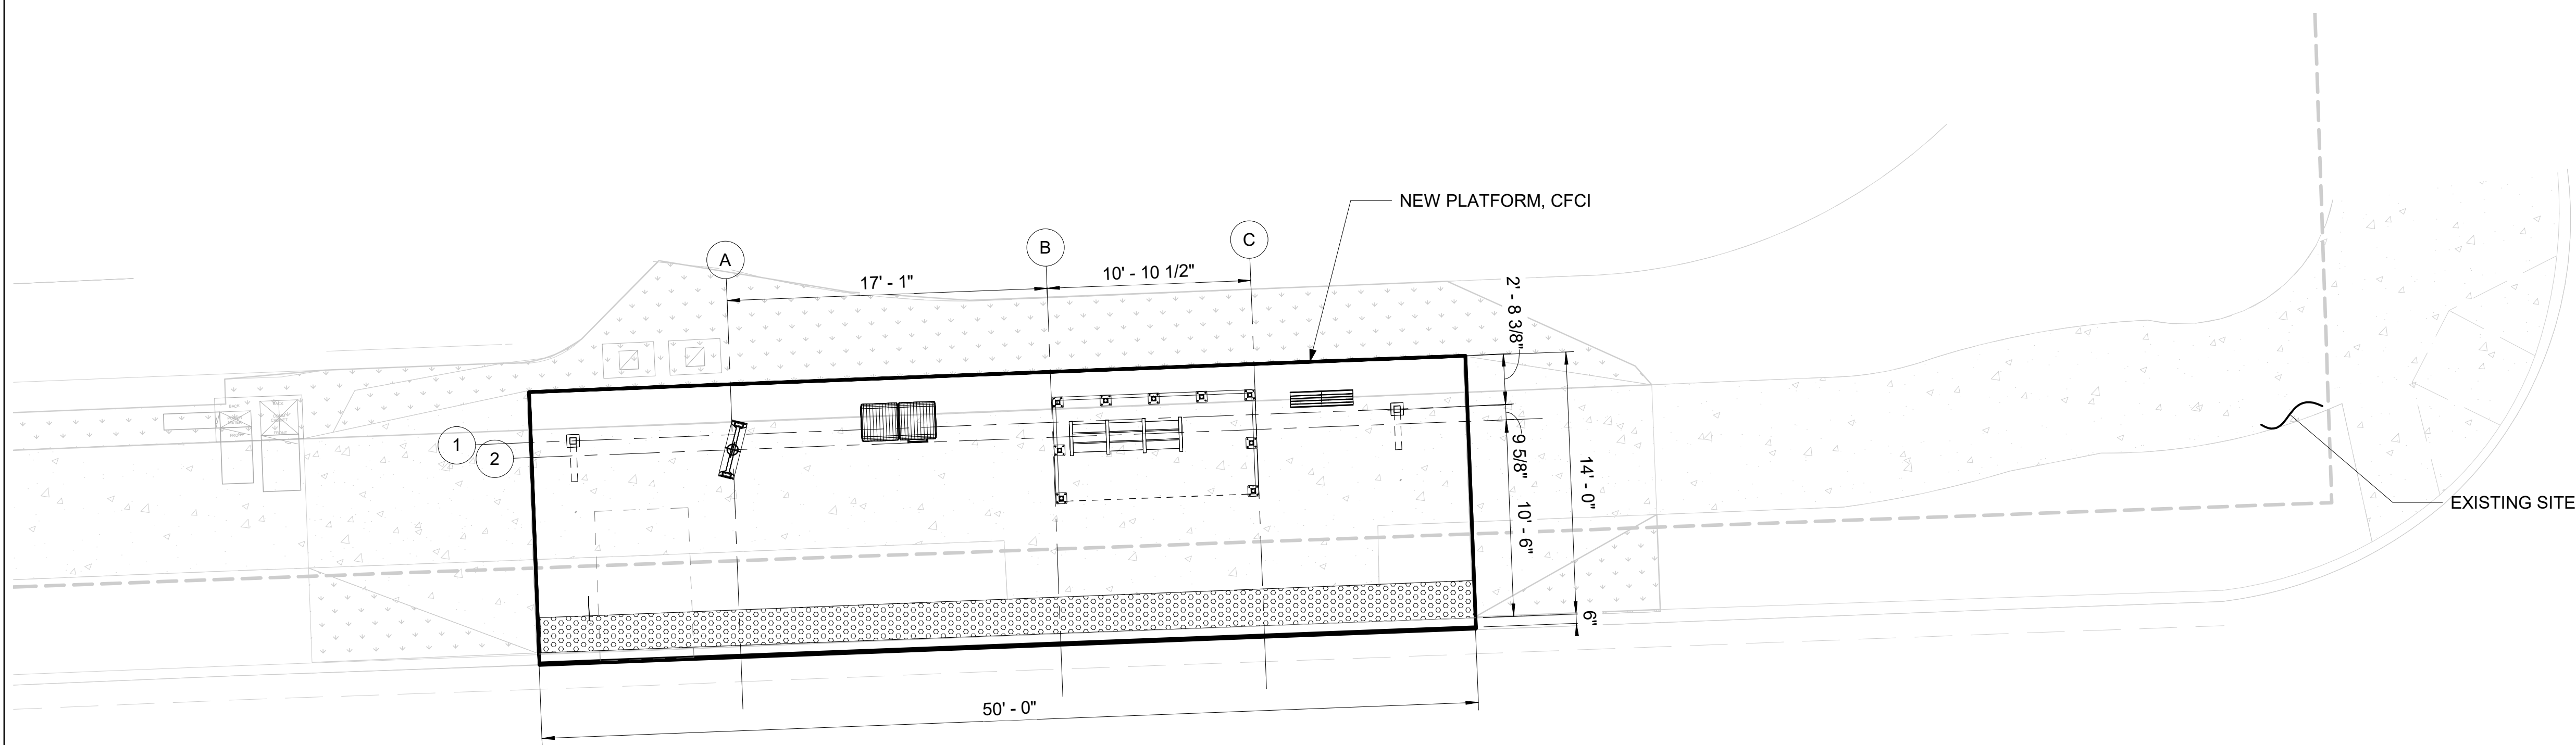 NEW PLATFORM, CFCI
A
B
C
17' - 1"
10' - 10 1/2"
2' - 8 3/8"
1
2
9 5/8"
14' - 0"
10' - 6"
6"
EXISTING SITE
50' - 0"
BACK